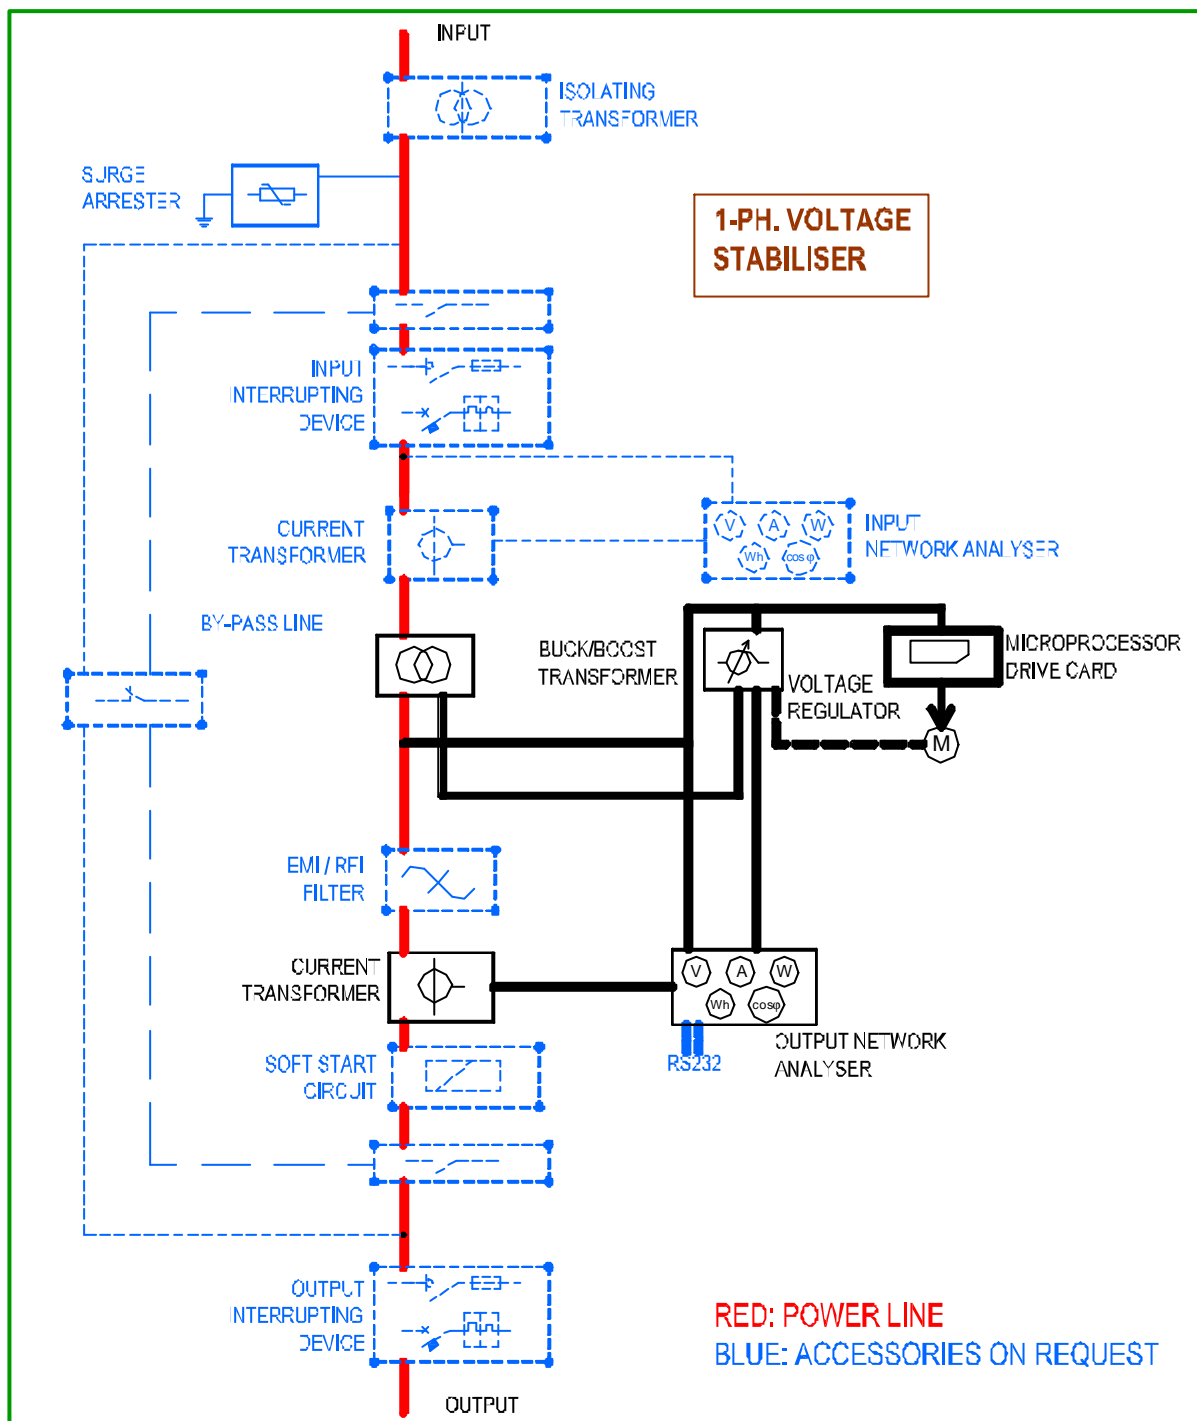 INPUT
ISOLATING
TRANSFORMER
SURGE
ARRESTER
1-PH. VOLTAGE
STABILISER
INPUT
INTERRUPTING
DEVICE
CURRENT
TRANSFORMER
V A W
Wh cosφ
INPUT
NETWORK ANALYSER
BY-PASS LINE
BUCK/BOOST
TRANSFORMER
VOLTAGE
REGULATOR
MICROPROCESSOR
DRIVE CARD
M
EMI / RFI
FILTER
CURRENT
TRANSFORMER
V A W
Wh cosφ
OUTPUT NETWORK
ANALYSER
RS232
SOFT START
CIRCUIT
OUTPUT
INTERRUPTING
DEVICE
RED: POWER LINE
BLUE: ACCESSORIES ON REQUEST
OUTPUT